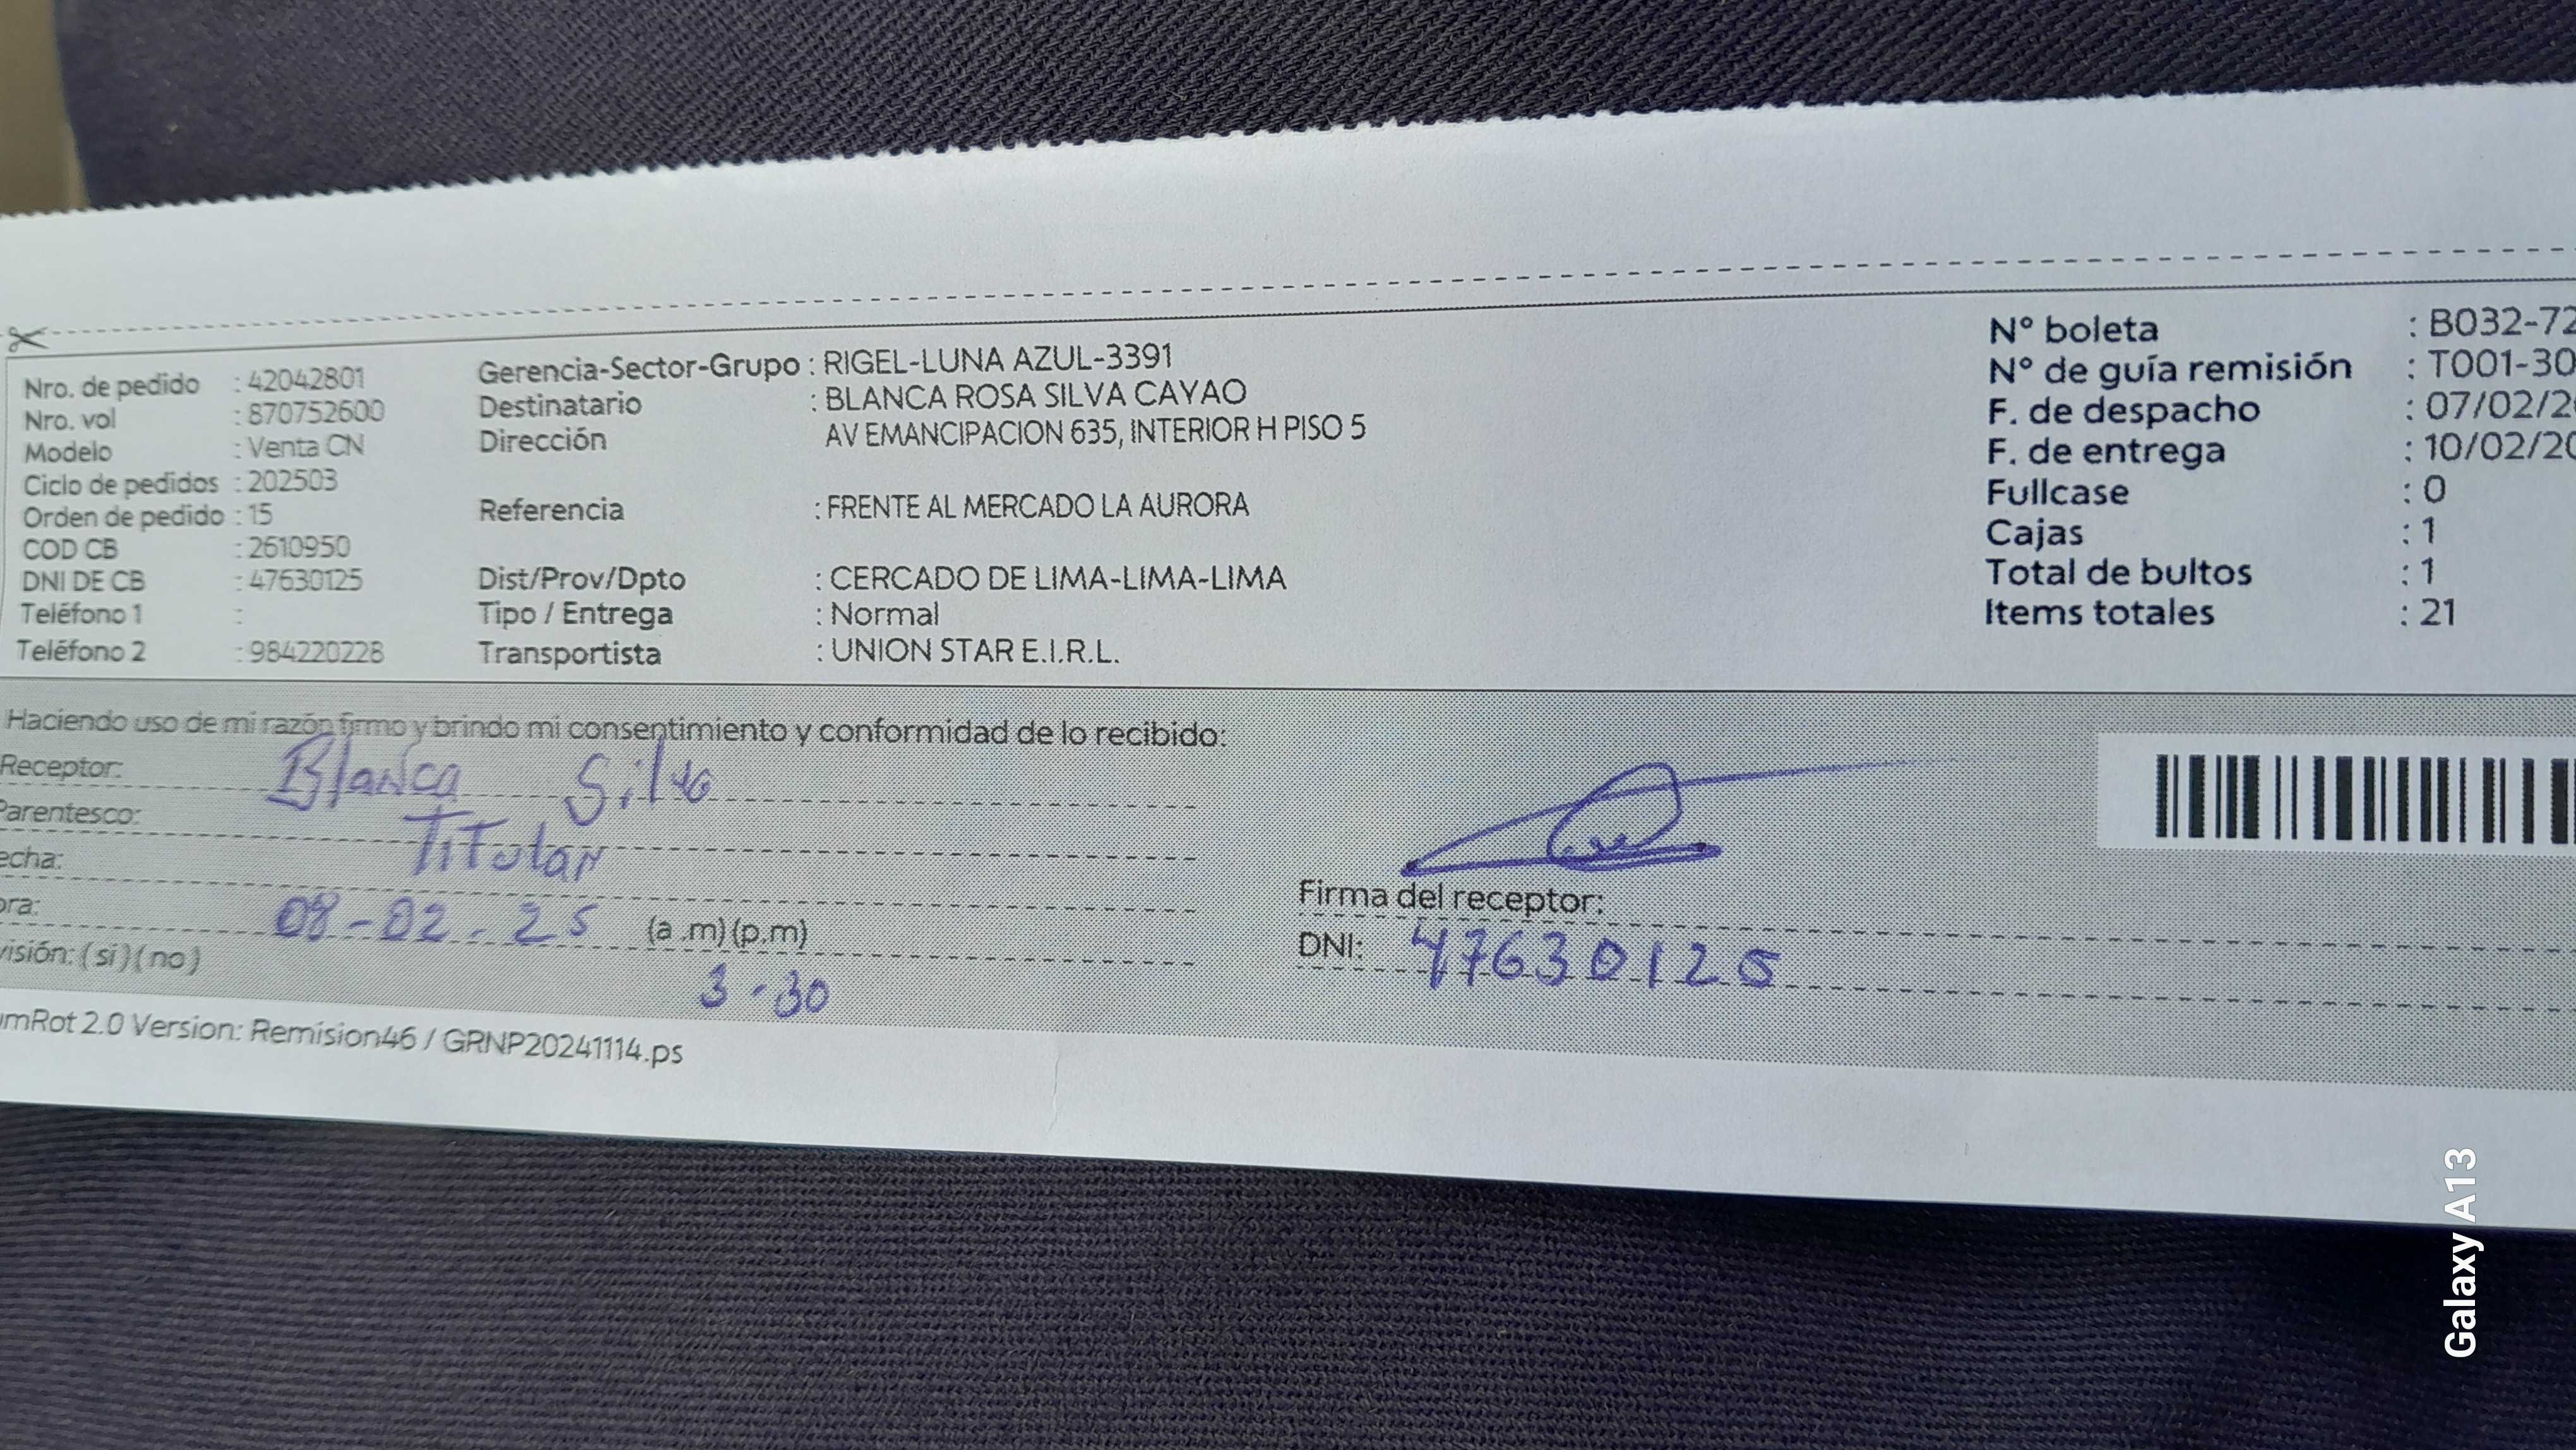 Nro. de pedido : 42042801
Nro. vol : 870752600
Modelo : Venta CN
Ciclo de pedidos : 202503
Orden de pedido : 15
COD CB : 2610950
DNI DE CB : 47630125
Teléfono 1 :
Teléfono 2 : 984220228
Gerencia-Sector-Grupo : RIGEL-LUNA AZUL-3391
Destinatario : BLANCA ROSA SILVA CAYAO
Dirección AV EMANCIPACION 635, INTERIOR H PISO 5
Referencia : FRENTE AL MERCADO LA AURORA
Dist/Prov/Dpto : CERCADO DE LIMA-LIMA-LIMA
Tipo / Entrega : Normal
Transportista : UNION STAR E.I.R.L.
N° boleta : B032-72
N° de guía remisión : T001-30
F. de despacho : 07/02/2
F. de entrega : 10/02/20
Fullcase : 0
Cajas : 1
Total de bultos : 1
Items totales : 21
Haciendo uso de mi razón firmo y brindo mi consentimiento y conformidad de lo recibido:
Receptor: Blanca Silva
Parentesco: Titular
echa:
ora: 08-02-25 (a .m) (p.m)
visión: ( si ) ( no )
3-30
Firma del receptor:
DNI: 47630125
mRot 2.0 Version: Remision46 / GRNP20241114.ps
Galaxy A13